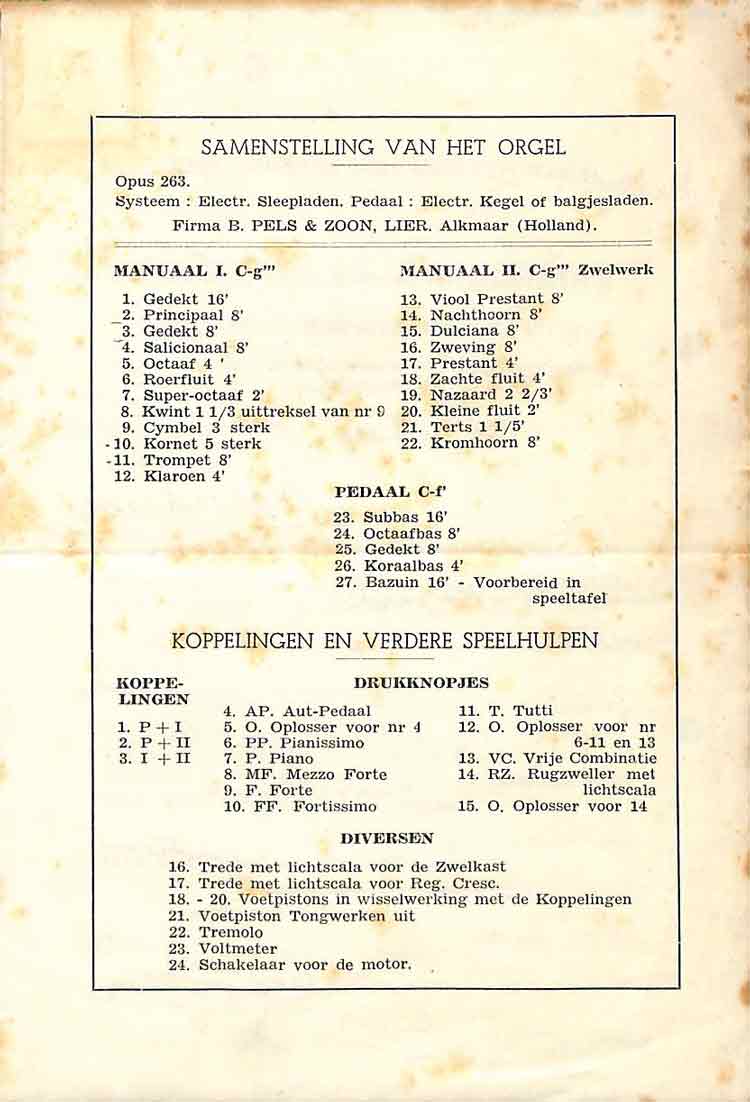 SAMENSTELLING VAN HET ORGEL
Opus 263.
Systeem : Electr. Sleepladen. Pedaal : Electr. Kegel of balgjesladen.
Firma B. PELS & ZOON, LIER. Alkmaar (Holland).
MANUAAL I. C-g'''
1. Gedekt 16'
2. Principaal 8'
3. Gedekt 8'
4. Salicionaal 8'
5. Octaaf 4 '
6. Roerfluit 4'
7. Super-octaaf 2'
8. Kwint 1 1/3 uittreksel van nr 9
9. Cymbel 3 sterk
10. Kornet 5 sterk
11. Trompet 8'
12. Klaroen 4'
MANUAAL II. C-g''' Zwelwerk
13. Viool Prestant 8'
14. Nachthoorn 8'
15. Dulciana 8'
16. Zweving 8'
17. Prestant 4'
18. Zachte fluit 4'
19. Nazaard 2 2/3'
20. Kleine fluit 2'
21. Terts 1 1/5'
22. Kromhoorn 8'
PEDAAL C-f'
23. Subbas 16'
24. Octaafbas 8'
25. Gedekt 8'
26. Koraalbas 4'
27. Bazuin 16' - Voorbereid in
speeltafel
KOPPELINGEN EN VERDERE SPEELHULPEN
KOPPE-
LINGEN
1. P + I
2. P + II
3. I + II
DRUKKNOPJES
4. AP. Aut-Pedaal
5. O. Oplosser voor nr 4
6. PP. Pianissimo
7. P. Piano
8. MF. Mezzo Forte
9. F. Forte
10. FF. Fortissimo
11. T. Tutti
12. O. Oplosser voor nr
6-11 en 13
13. VC. Vrije Combinatie
14. RZ. Rugzweller met
lichtscala
15. O. Oplosser voor 14
DIVERSEN
16. Trede met lichtscala voor de Zwelkast
17. Trede met lichtscala voor Reg. Cresc.
18. - 20. Voetpistons in wisselwerking met de Koppelingen
21. Voetpiston Tongwerken uit
22. Tremolo
23. Voltmeter
24. Schakelaar voor de motor.